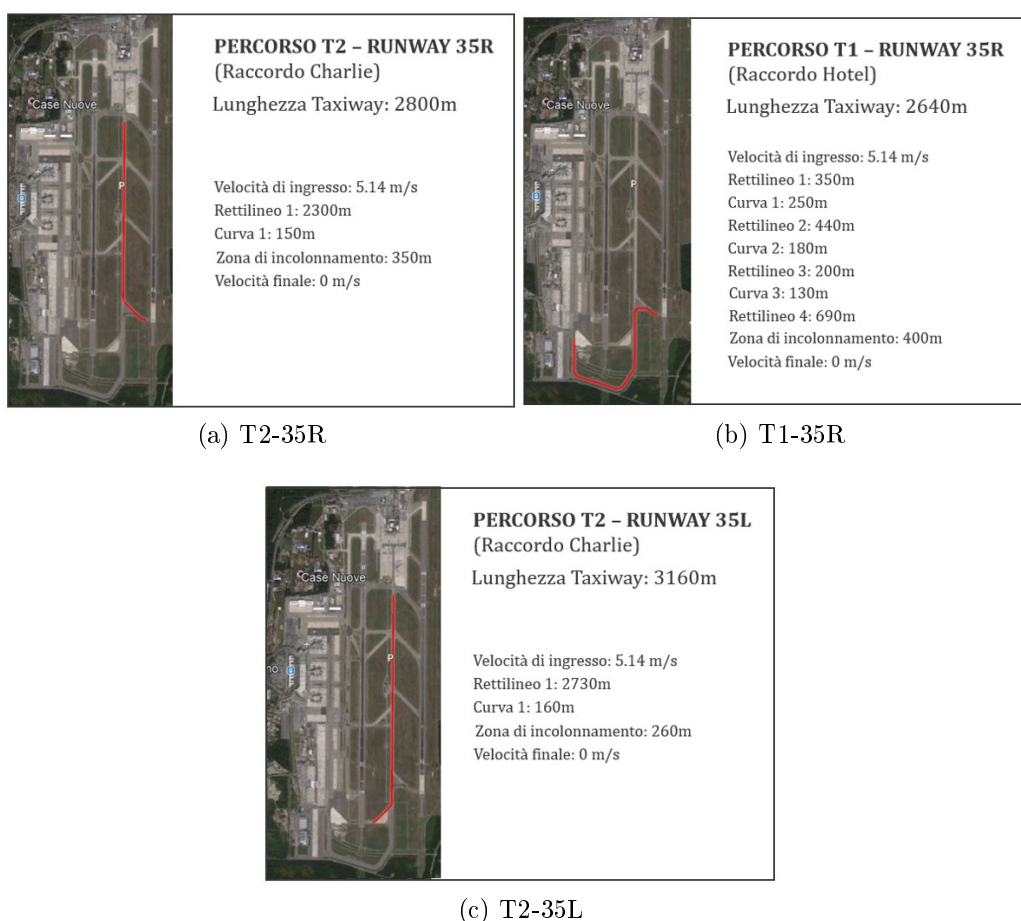 PERCORSO T2 – RUNWAY 35R
(Raccordo Charlie)
Lunghezza Taxiway: 2800m
Case Nuove
P
Velocità di ingresso: 5.14 m/s
Rettilineo 1: 2300m
Curva 1: 150m
Zona di incolonnamento: 350m
Velocità finale: 0 m/s
(a) T2-35R
PERCORSO T1 – RUNWAY 35R
(Raccordo Hotel)
Lunghezza Taxiway: 2640m
Case Nuove
P
Velocità di ingresso: 5.14 m/s
Rettilineo 1: 350m
Curva 1: 250m
Rettilineo 2: 440m
Curva 2: 180m
Rettilineo 3: 200m
Curva 3: 130m
Rettilineo 4: 690m
Zona di incolonnamento: 400m
Velocità finale: 0 m/s
(b) T1-35R
PERCORSO T2 – RUNWAY 35L
(Raccordo Charlie)
Lunghezza Taxiway: 3160m
Case Nuove
P
no
Velocità di ingresso: 5.14 m/s
Rettilineo 1: 2730m
Curva 1: 160m
Zona di incolonnamento: 260m
Velocità finale: 0 m/s
(c) T2-35L